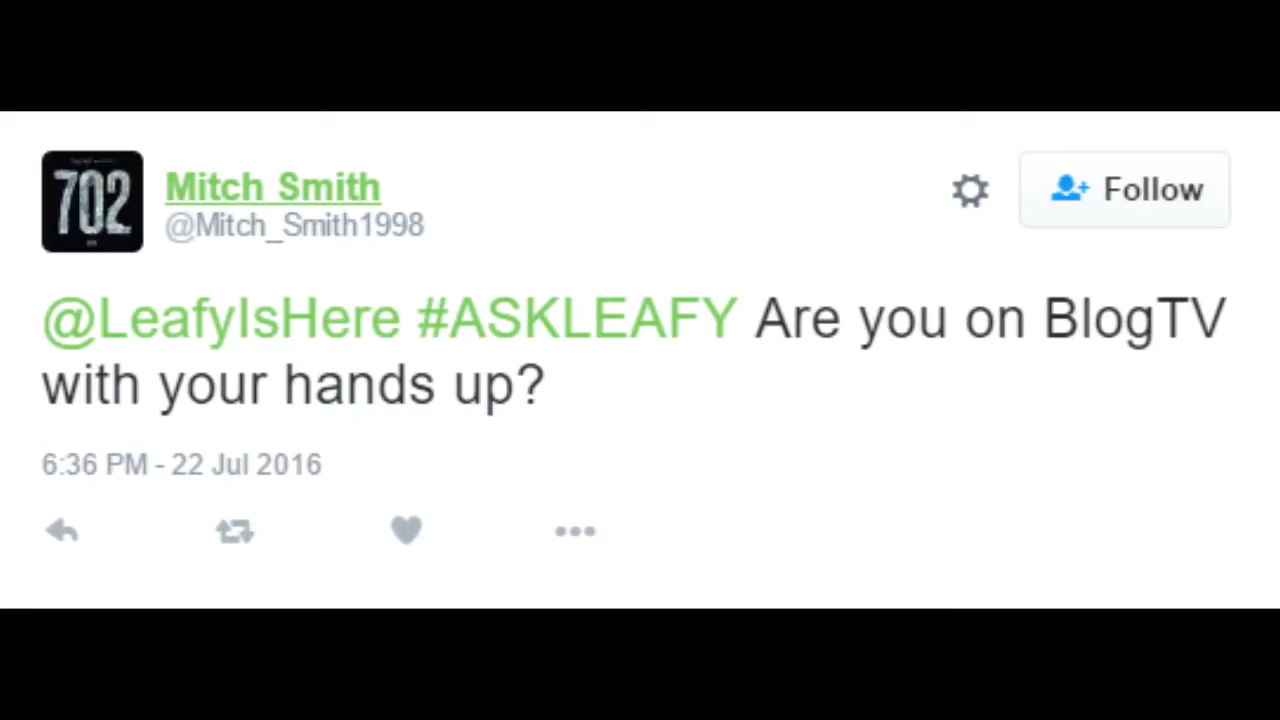 702
Mitch Smith
@Mitch_Smith1998
Follow
@LeafyIsHere #ASKLEAFY Are you on BlogTV
with your hands up?
6:36 PM - 22 Jul 2016